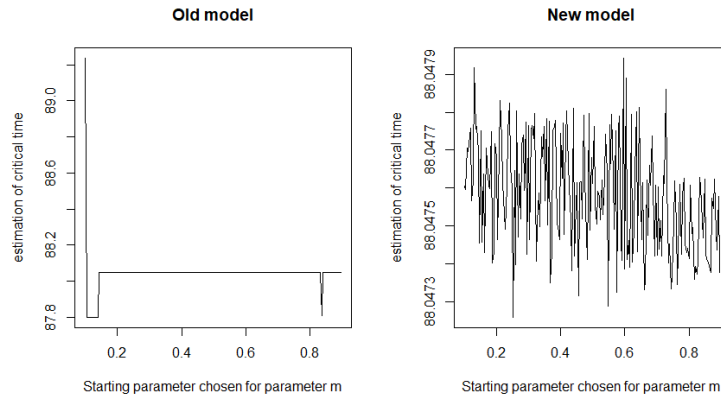 Old model
estimation of critical time
89.0
88.6
88.2
87.8
0.2 0.4 0.6 0.8
Starting parameter chosen for parameter m
New model
estimation of critical time
88.0479
88.0477
88.0475
88.0473
0.2 0.4 0.6 0.8
Starting parameter chosen for parameter m